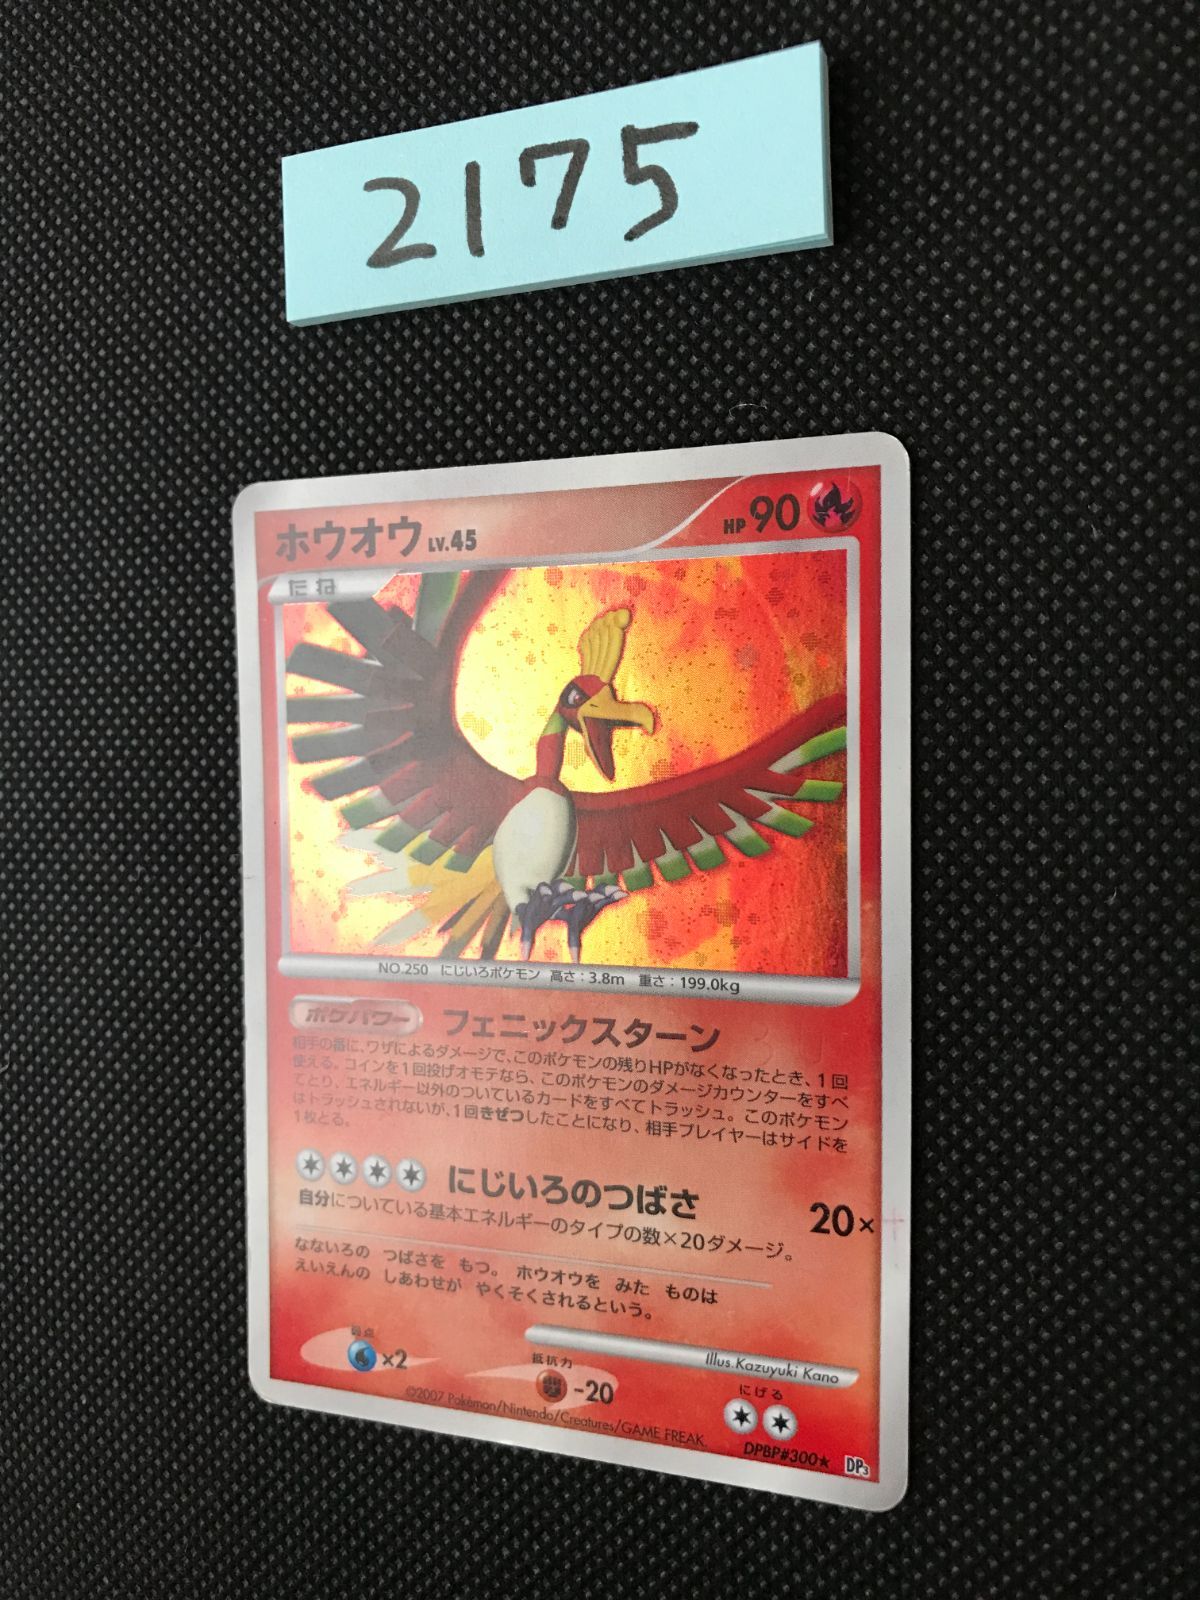 2175
ホウオウ LV.45 HP 90
たね
NO.250 にじいろポケモン 高さ：3.8m 重さ：199.0kg
ポケパワー フェニックスターン
相手の番に、ワザによるダメージで、このポケモンの残りHPがなくなったとき、1回
使える。コインを1回投げオモテなら、このポケモンのダメージカウンターをすべ
てとり、エネルギー以外のついているカードをすべてトラッシュ。このポケモン
はトラッシュされないが、1回きぜつしたことになり、相手プレイヤーはサイドを
1枚とる。
にじいろのつばさ 20×
自分についている基本エネルギーのタイプの数×20ダメージ。
なないろの つばさを もつ。 ホウオウを みた ものは
えいえんの しあわせが やくそくされるという。
Illus.Kazuyuki Kano
弱点 ×2
抵抗力 -20
にげる
©2007 Pokémon/Nintendo/Creatures/GAME FREAK.
DPBP#300★ DP3